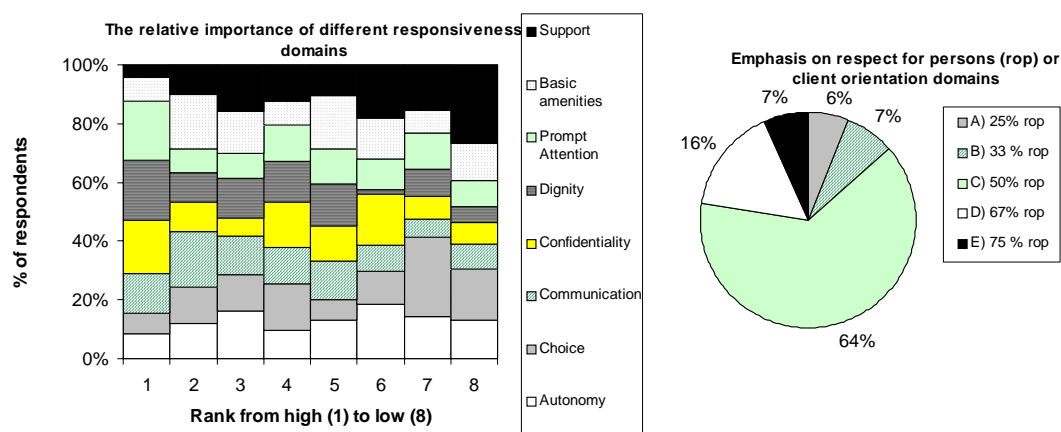 The relative importance of different responsiveness
domains
% of respondents
100%
80%
60%
40%
20%
0%
1 2 3 4 5 6 7 8
Rank from high (1) to low (8)
Support
Basic
amenities
Prompt
Attention
Dignity
Confidentiality
Communication
Choice
Autonomy
Emphasis on respect for persons (rop) or
client orientation domains
7%
6%
7%
16%
64%
A) 25% rop
B) 33 % rop
C) 50% rop
D) 67% rop
E) 75 % rop